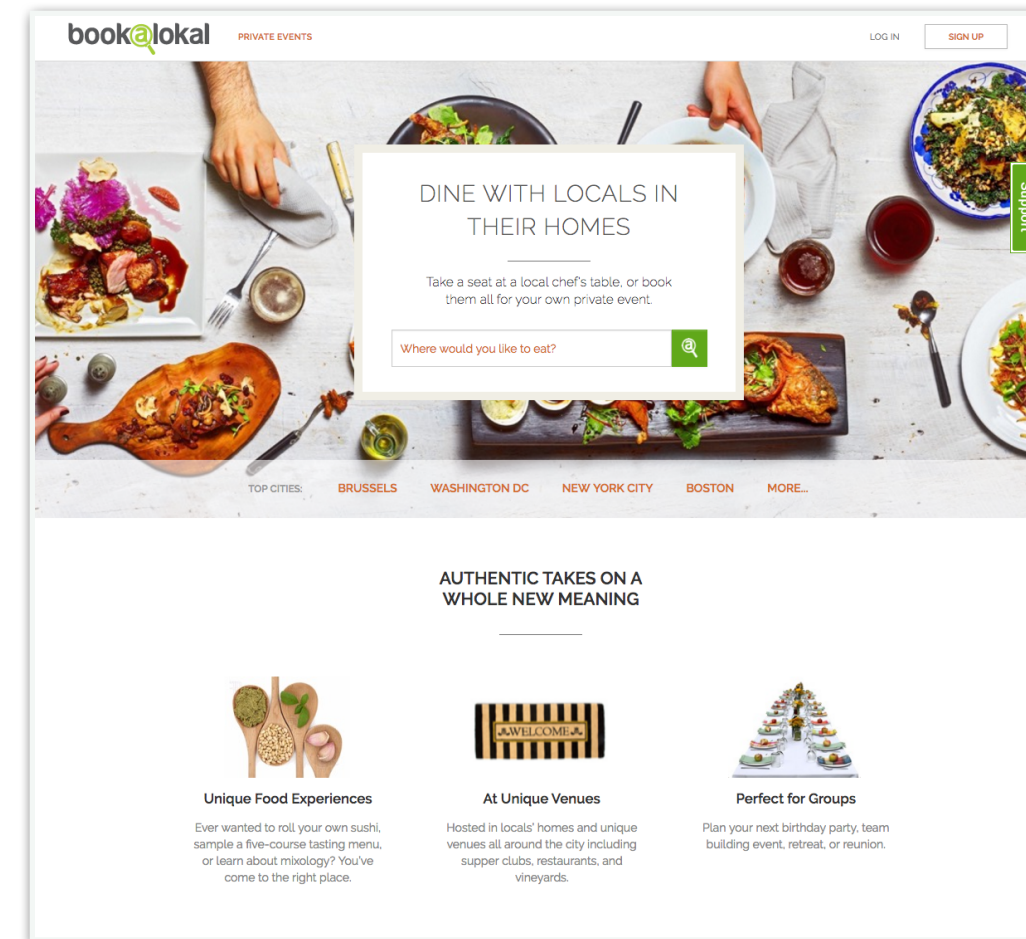 book@lokal
PRIVATE EVENTS
LOG IN
SIGN UP
Support
DINE WITH LOCALS IN
THEIR HOMES
Take a seat at a local chef's table, or book
them all for your own private event.
Where would you like to eat?
a
TOP CITIES: BRUSSELS WASHINGTON DC NEW YORK CITY BOSTON MORE...
AUTHENTIC TAKES ON A
WHOLE NEW MEANING
WELCOME
Unique Food Experiences
Ever wanted to roll your own sushi,
sample a five-course tasting menu,
or learn about mixology? You've
come to the right place.
At Unique Venues
Hosted in locals' homes and unique
venues all around the city including
supper clubs, restaurants, and
vineyards.
Perfect for Groups
Plan your next birthday party, team
building event, retreat, or reunion.